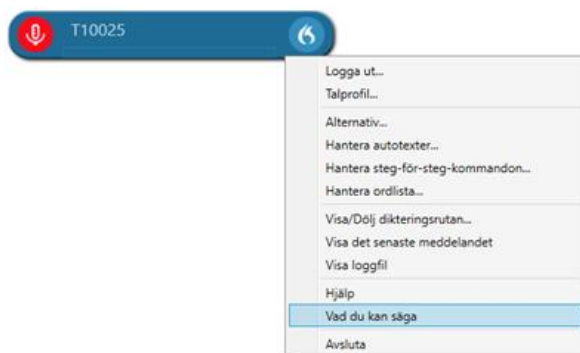 T10025
Logga ut...
Talprofil...
Alternativ...
Hantera autotexter...
Hantera steg-för-steg-kommandon...
Hantera ordlista...
Visa/Dölj dikteringsrutan...
Visa det senaste meddelandet
Visa loggfil
Hjälp
Vad du kan säga
Avsluta